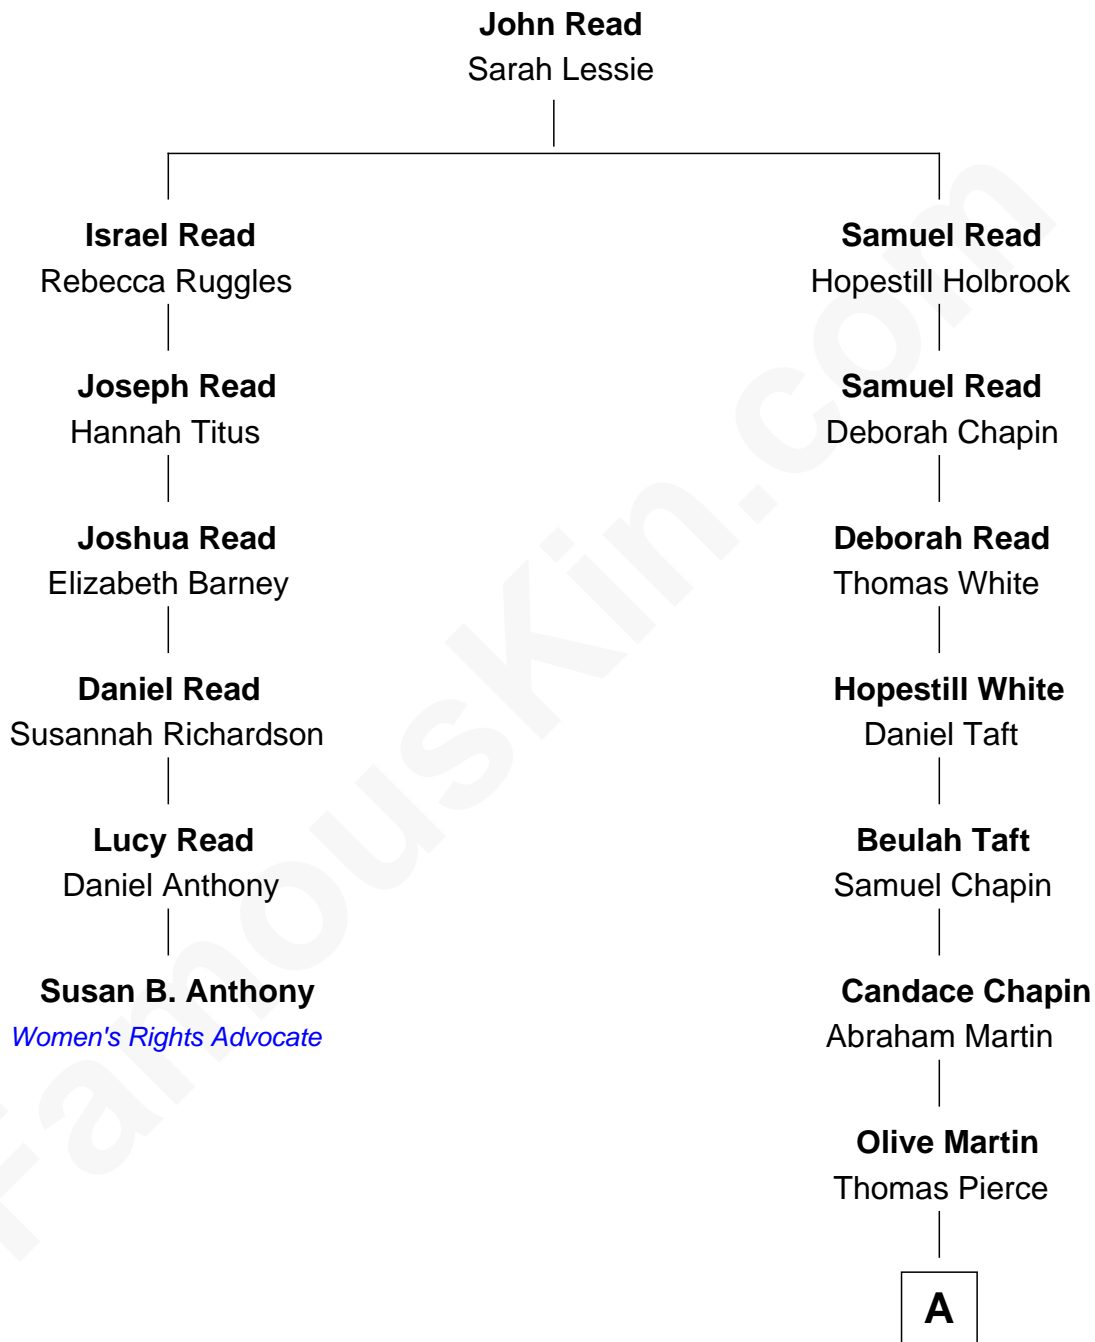 John Read
Sarah Lessie
Israel Read
Rebecca Ruggles
Joseph Read
Hannah Titus
Joshua Read
Elizabeth Barney
Daniel Read
Susannah Richardson
Lucy Read
Daniel Anthony
Susan B. Anthony
Women's Rights Advocate
Samuel Read
Hopestill Holbrook
Samuel Read
Deborah Chapin
Deborah Read
Thomas White
Hopestill White
Daniel Taft
Beulah Taft
Samuel Chapin
Candace Chapin
Abraham Martin
Olive Martin
Thomas Pierce
A
FamousKin.com